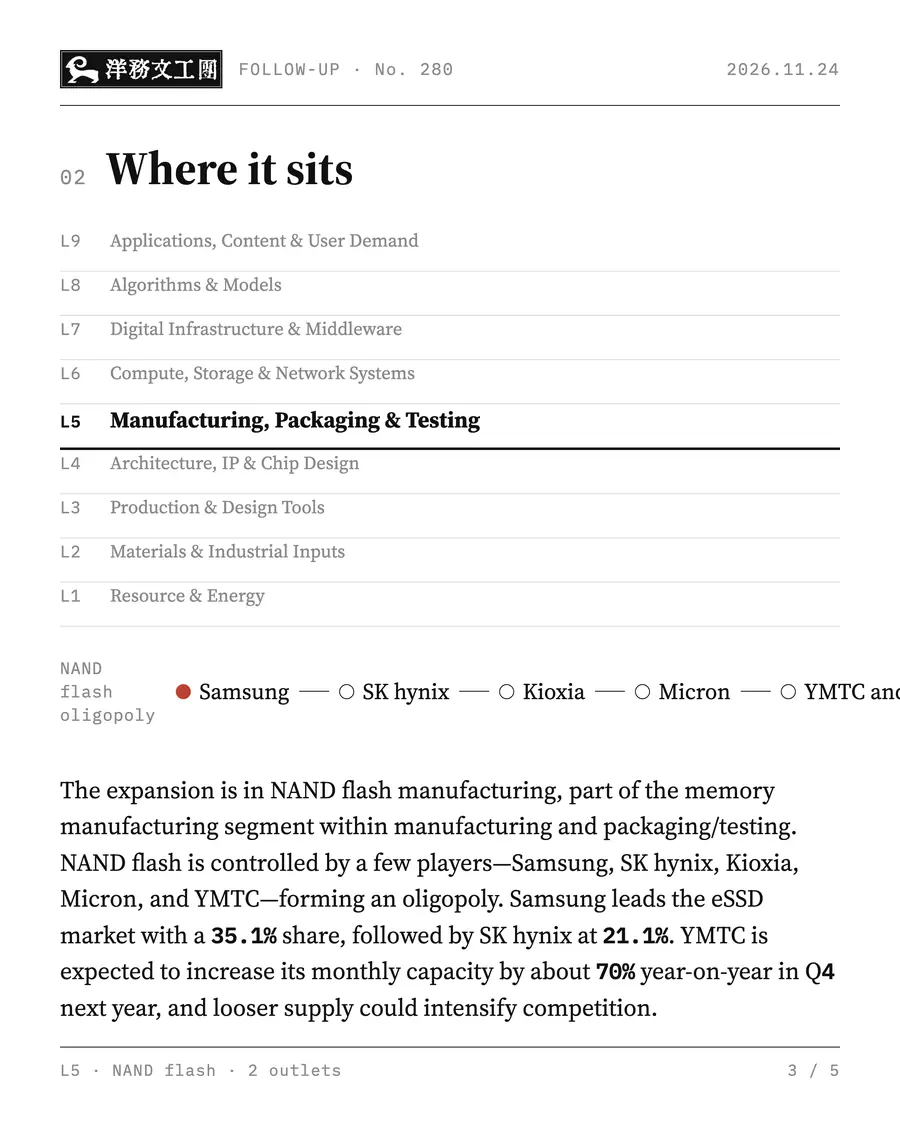 洋務文工團 FOLLOW-UP · No. 280 2026.11.24
02 Where it sits
L9 Applications, Content & User Demand
L8 Algorithms & Models
L7 Digital Infrastructure & Middleware
L6 Compute, Storage & Network Systems
L5 Manufacturing, Packaging & Testing
L4 Architecture, IP & Chip Design
L3 Production & Design Tools
L2 Materials & Industrial Inputs
L1 Resource & Energy
NAND
flash
oligopoly
Samsung — SK hynix — Kioxia — Micron — YMTC and
The expansion is in NAND flash manufacturing, part of the memory
manufacturing segment within manufacturing and packaging/testing.
NAND flash is controlled by a few players—Samsung, SK hynix, Kioxia,
Micron, and YMTC—forming an oligopoly. Samsung leads the eSSD
market with a 35.1% share, followed by SK hynix at 21.1%. YMTC is
expected to increase its monthly capacity by about 70% year-on-year in Q4
next year, and looser supply could intensify competition.
L5 · NAND flash · 2 outlets 3 / 5